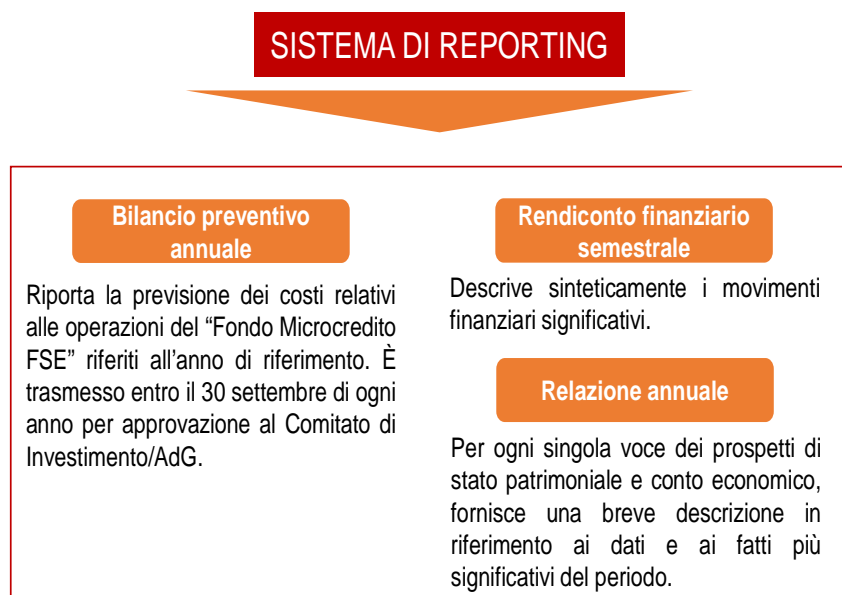 SISTEMA DI REPORTING
Bilancio preventivo
annuale
Riporta la previsione dei costi relativi
alle operazioni del “Fondo Microcredito
FSE” riferiti all’anno di riferimento. È
trasmesso entro il 30 settembre di ogni
anno per approvazione al Comitato di
Investimento/AdG.
Rendiconto finanziario
semestrale
Descrive sinteticamente i movimenti
finanziari significativi.
Relazione annuale
Per ogni singola voce dei prospetti di
stato patrimoniale e conto economico,
fornisce una breve descrizione in
riferimento ai dati e ai fatti più
significativi del periodo.